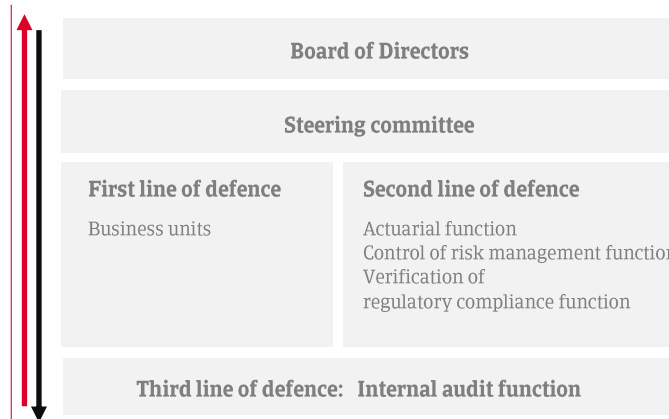 Board of Directors
Steering committee
First line of defence
Business units
Second line of defence
Actuarial function
Control of risk management function
Verification of
regulatory compliance function
Third line of defence: Internal audit function